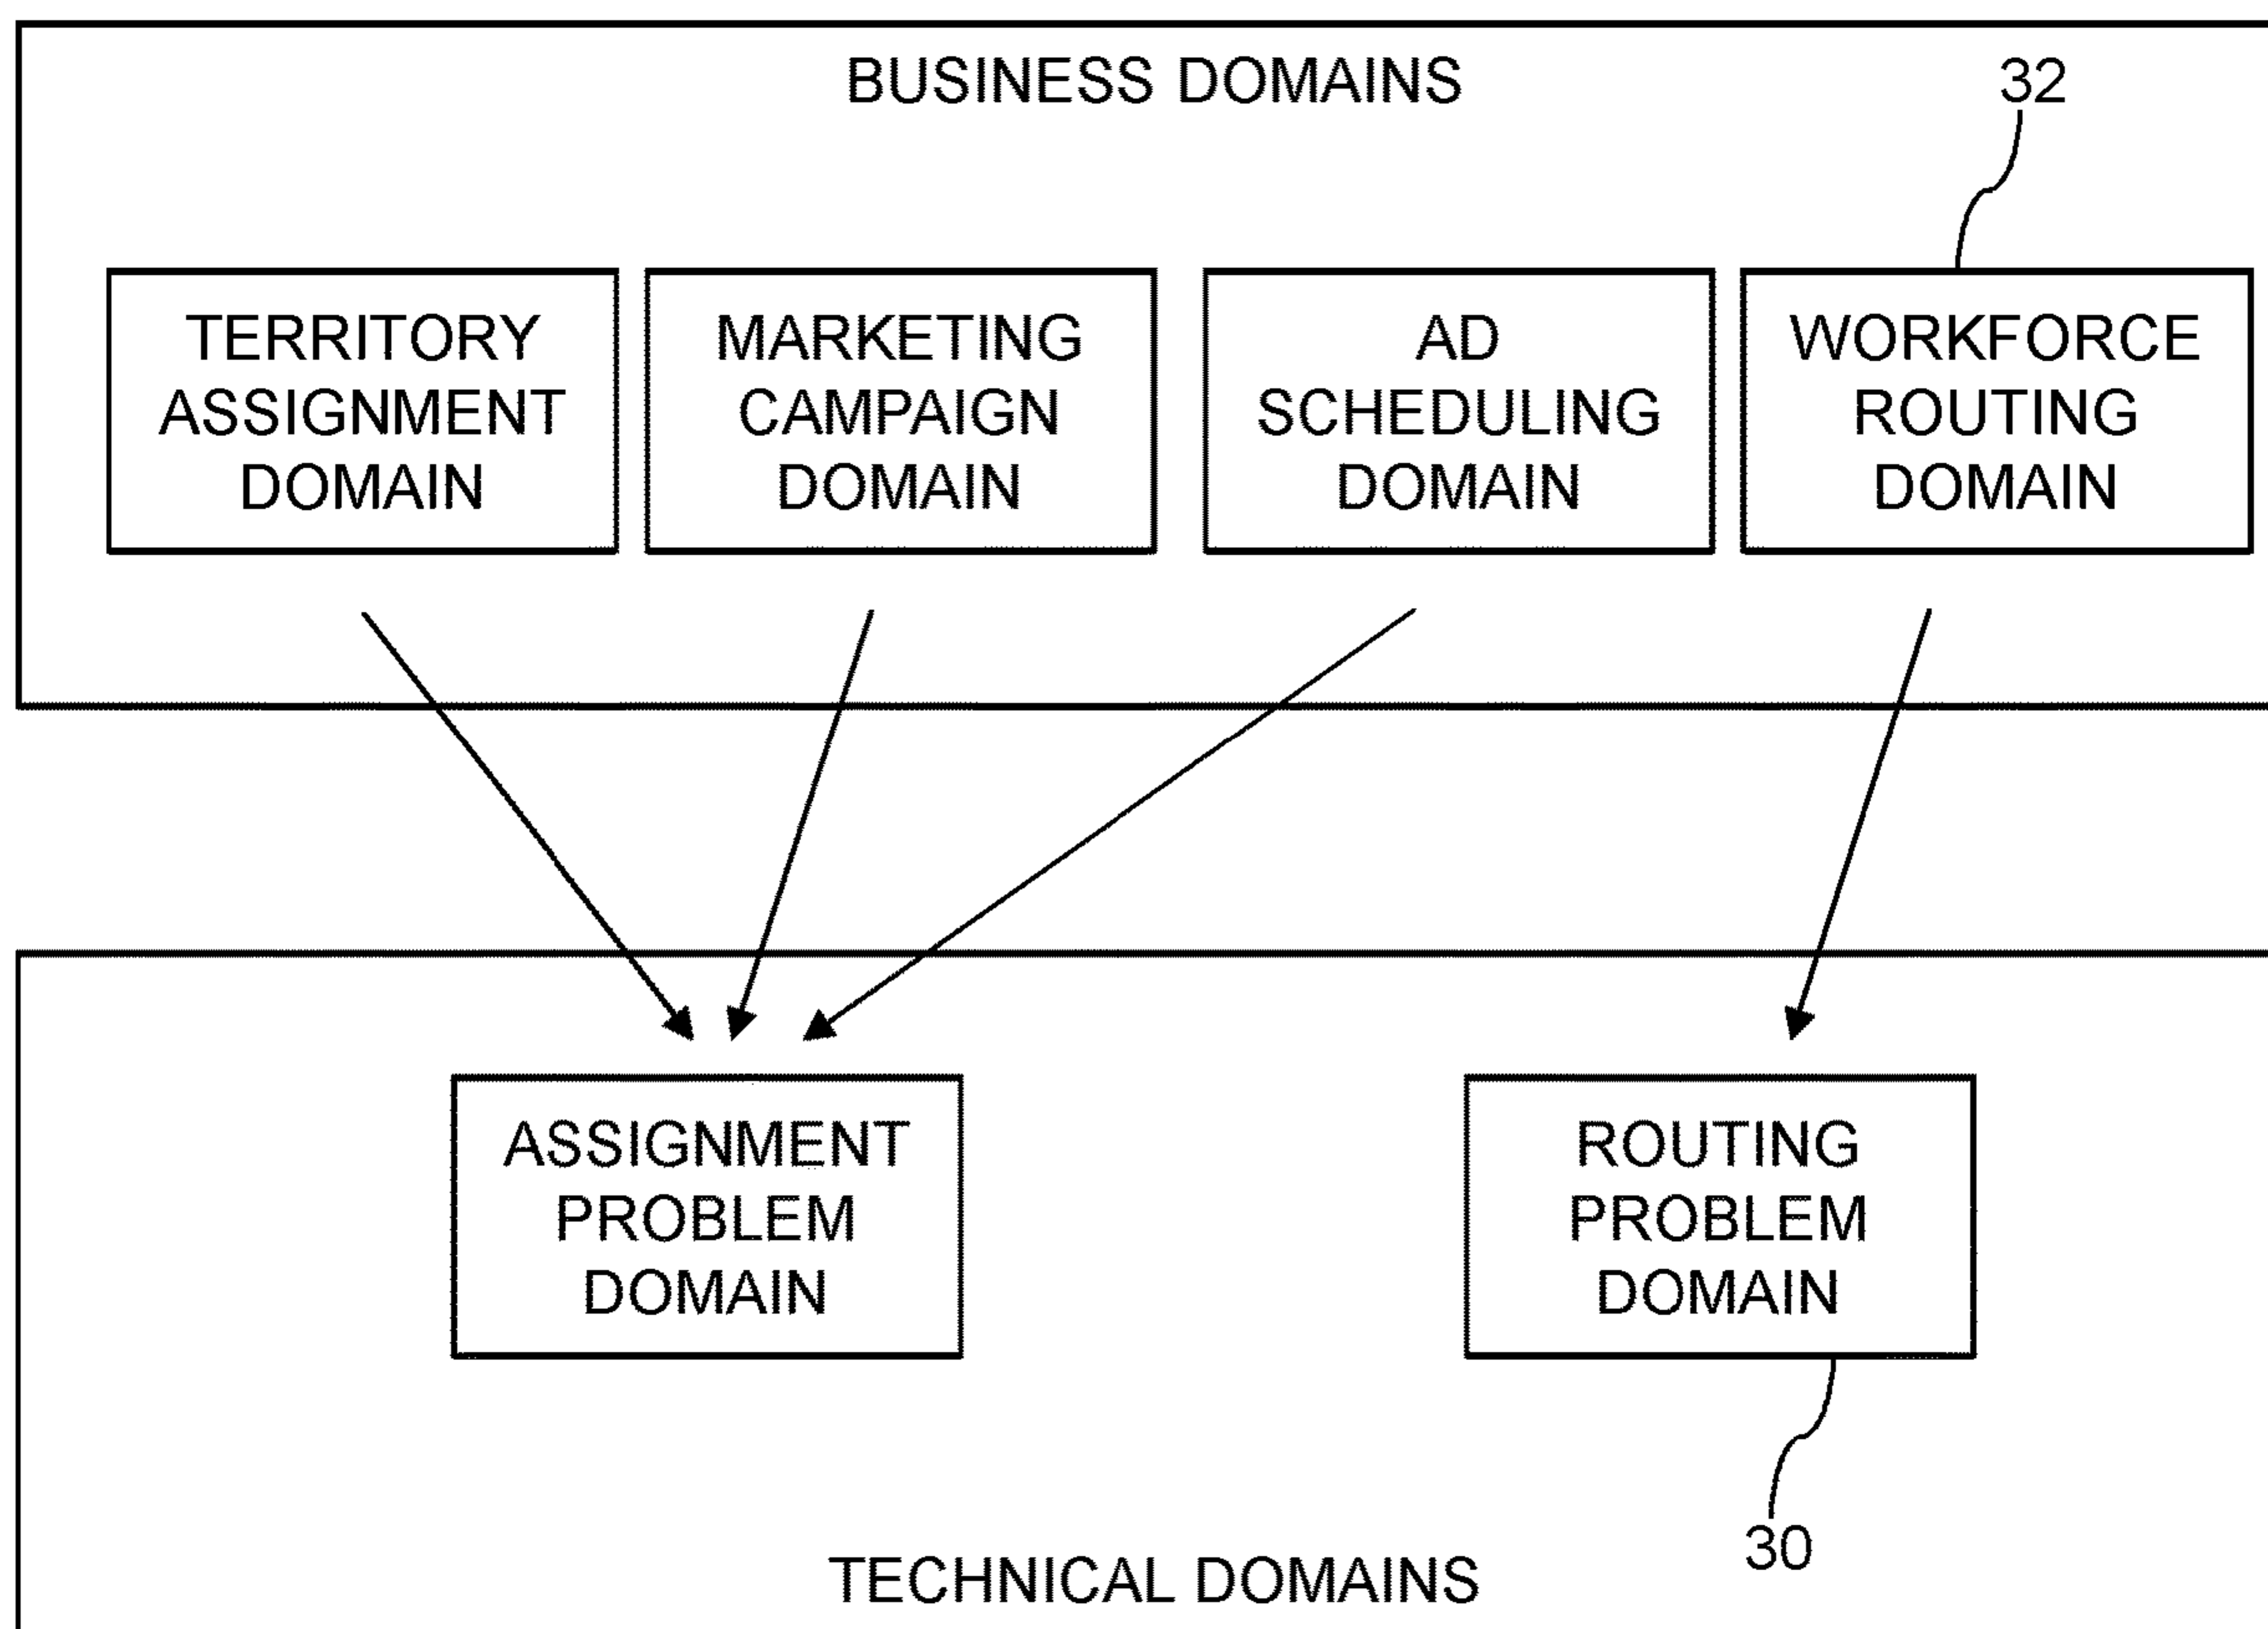 BUSINESS DOMAINS
32
TERRITORY
ASSIGNMENT
DOMAIN
MARKETING
CAMPAIGN
DOMAIN
AD
SCHEDULING
DOMAIN
WORKFORCE
ROUTING
DOMAIN
ASSIGNMENT
PROBLEM
DOMAIN
ROUTING
PROBLEM
DOMAIN
30
TECHNICAL DOMAINS